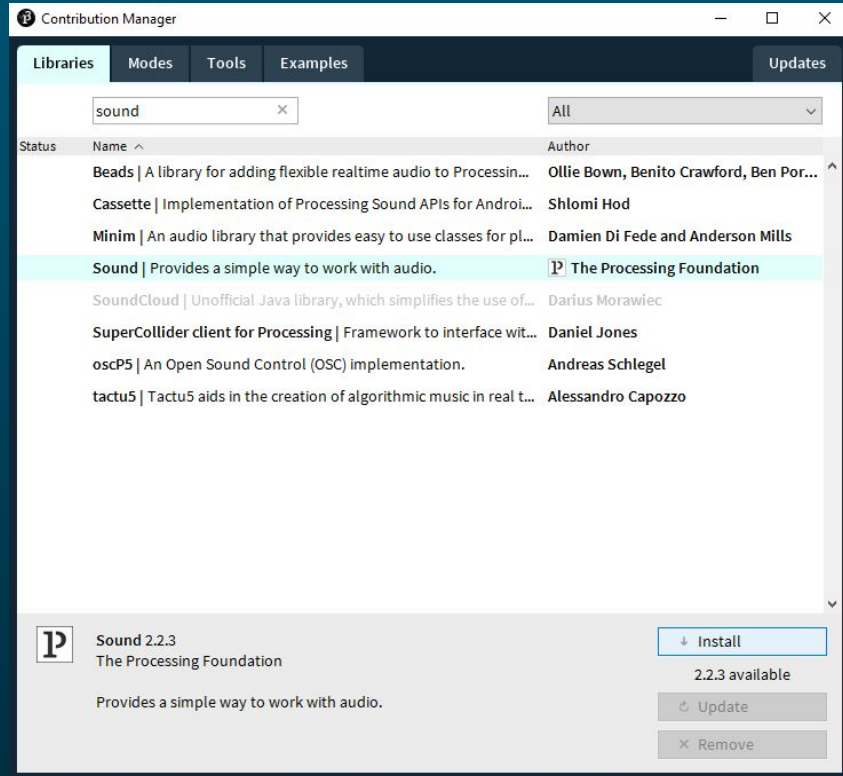 Contribution Manager
Libraries Modes Tools Examples Updates
sound All
Status Name Author
Beads | A library for adding flexible realtime audio to Processin... Ollie Bown, Benito Crawford, Ben Por...
Cassette | Implementation of Processing Sound APIs for Androi... Shlomi Hod
Minim | An audio library that provides easy to use classes for pl... Damien Di Fede and Anderson Mills
Sound | Provides a simple way to work with audio. The Processing Foundation
SoundCloud | Unofficial Java library, which simplifies the use of... Darius Morawiec
SuperCollider client for Processing | Framework to interface wit... Daniel Jones
oscP5 | An Open Sound Control (OSC) implementation. Andreas Schlegel
tactu5 | Tactu5 aids in the creation of algorithmic music in real t... Alessandro Capozzo
Sound 2.2.3
The Processing Foundation
Provides a simple way to work with audio.
Install
2.2.3 available
Update
Remove